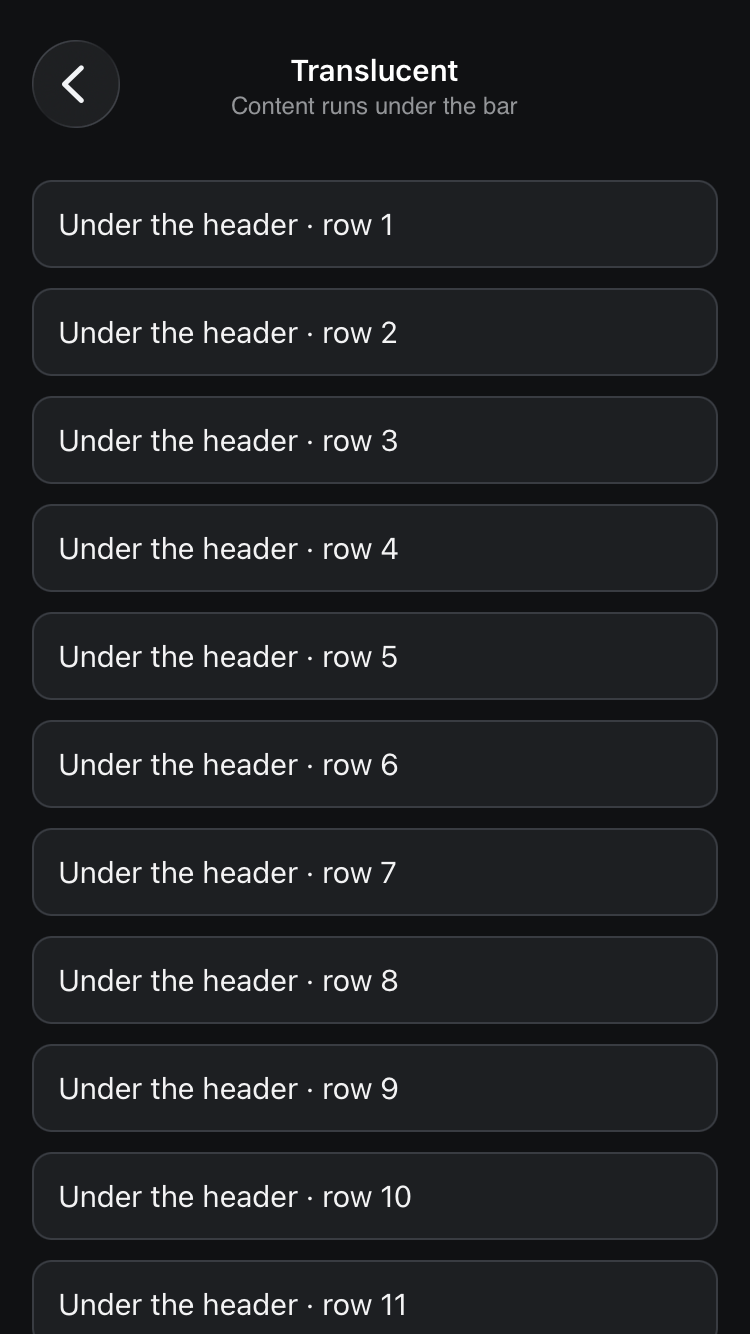 Translucent
Content runs under the bar
Under the header · row 1
Under the header · row 2
Under the header · row 3
Under the header · row 4
Under the header · row 5
Under the header · row 6
Under the header · row 7
Under the header · row 8
Under the header · row 9
Under the header · row 10
Under the header · row 11